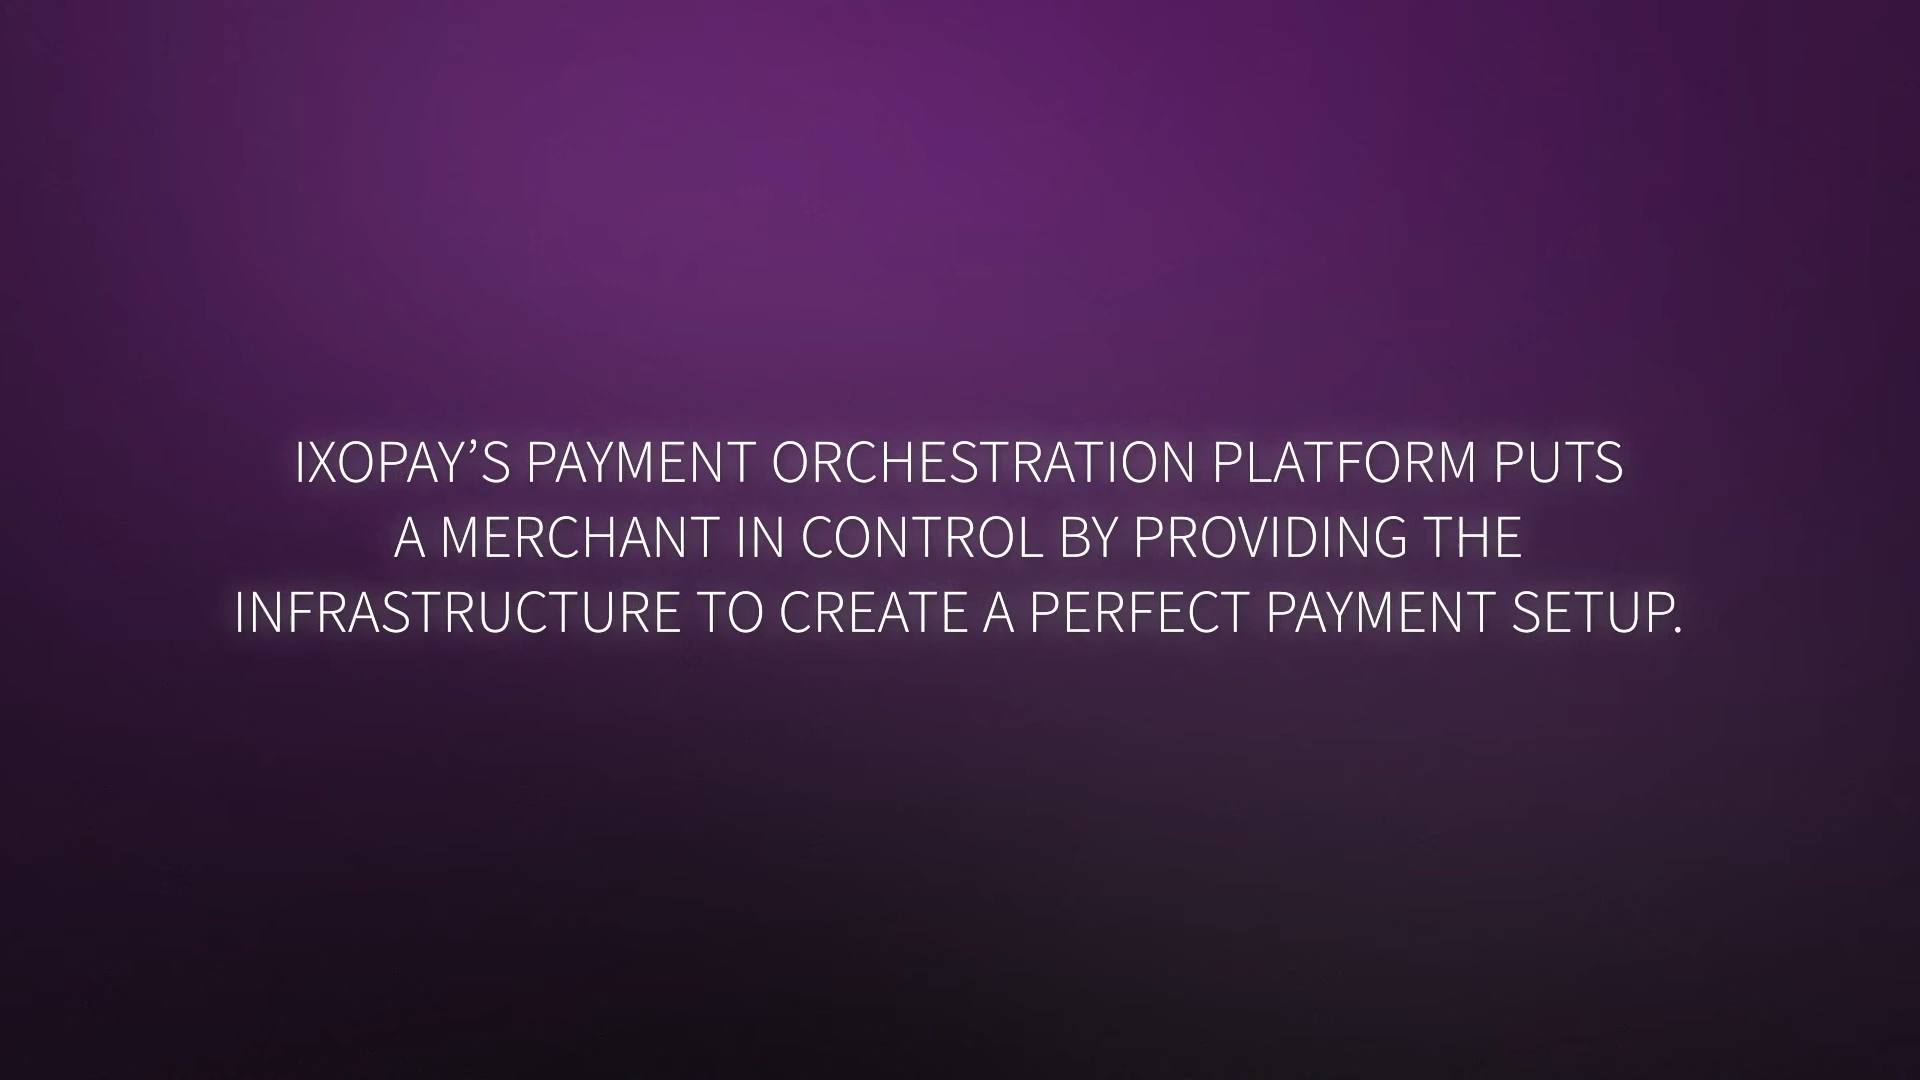 IXOPAY’S PAYMENT ORCHESTRATION PLATFORM PUTS
A MERCHANT IN CONTROL BY PROVIDING THE
INFRASTRUCTURE TO CREATE A PERFECT PAYMENT SETUP.